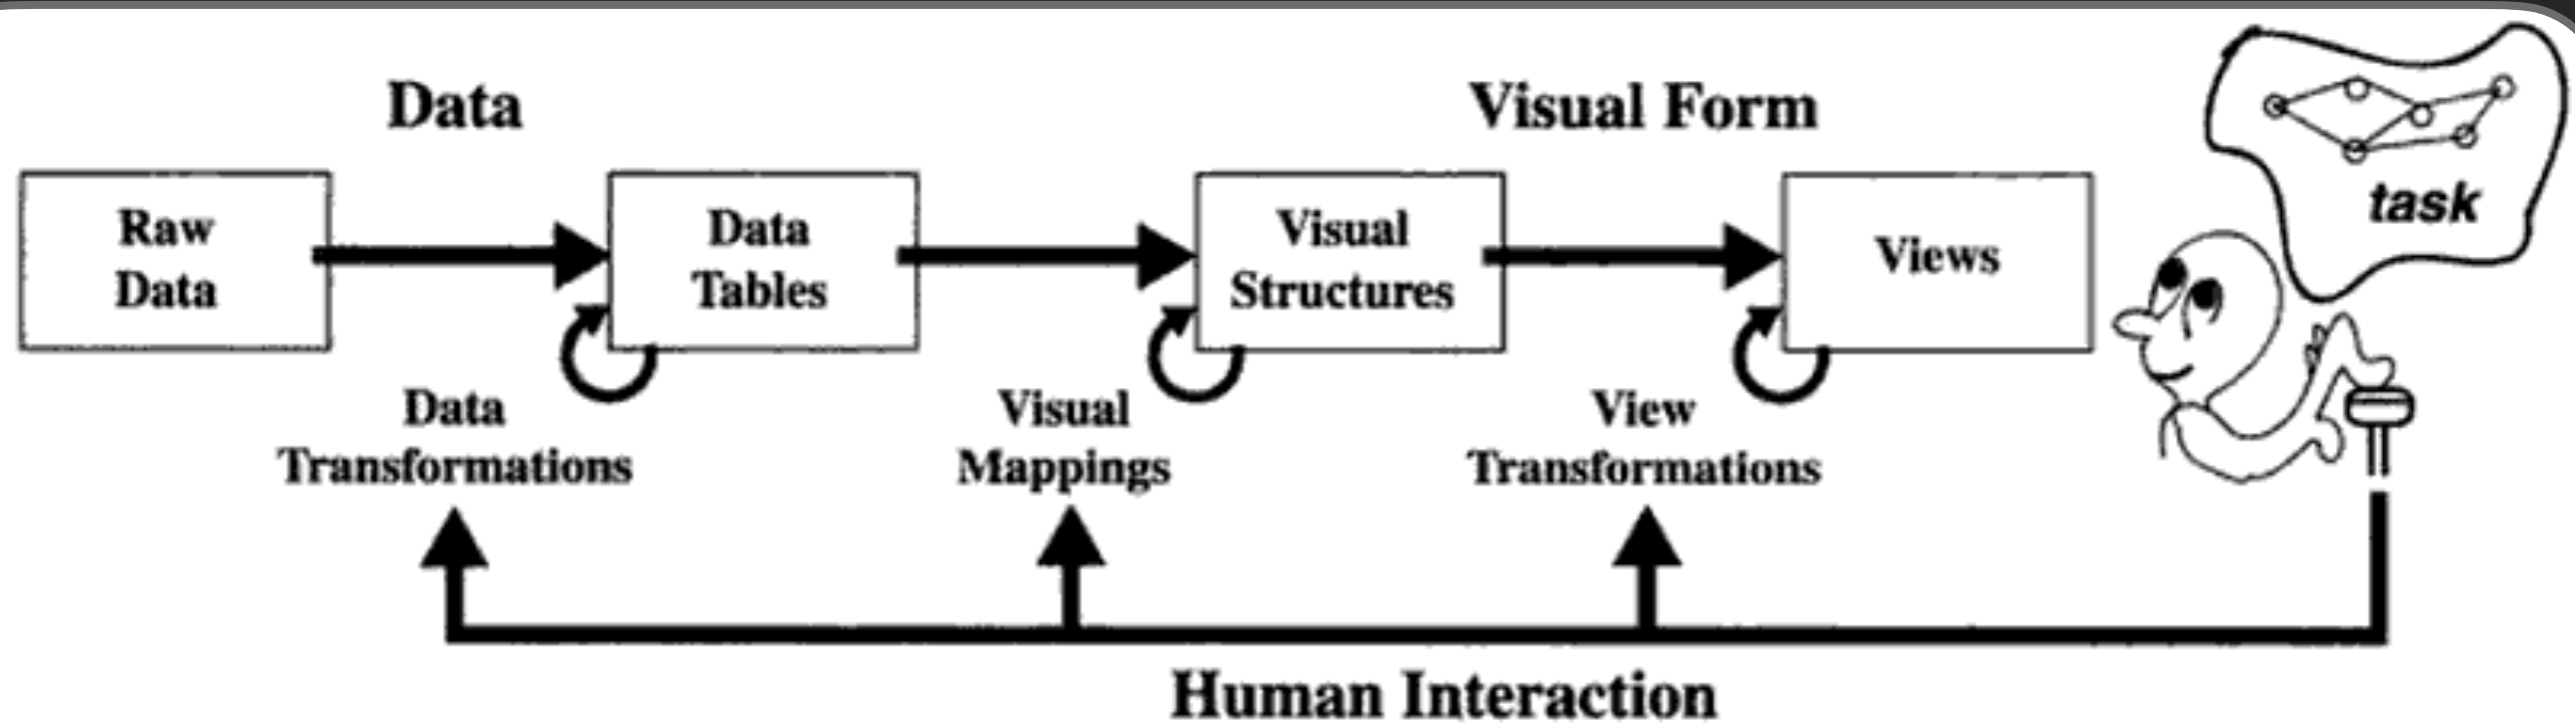 Data
Visual Form
Raw
Data
Data
Tables
Visual
Structures
Views
task
Data
Transformations
Visual
Mappings
View
Transformations
Human Interaction